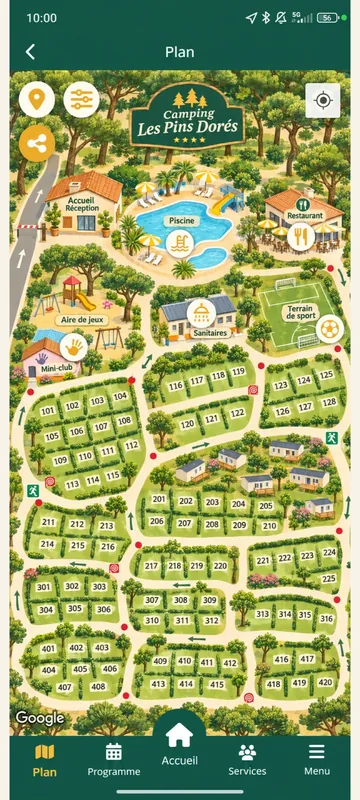 10:00
5G
56
Plan
Camping
Les Pins Dorés
Accueil
Réception
Piscine
Restaurant
Aire de jeux
Sanitaires
Terrain
de sport
Mini-club
101 102 103 104
105 106 107 108
109 110 111 112
113 114 115
116 117 118 119
120 121 122
123 124 125
126 127 128
201 202 203 204 205
206 207 208 209 210
211 212 213
214 215 216
217 218 219 220
221 222 223 224
225
301 302 303
304 305 306
307 308 309
310 311 312
313 314 315 316
401 402 403
404 405 406
407 408
409 410 411 412
413 414 415
416 417
418 419 420
Google
Plan
Programme
Accueil
Services
Menu